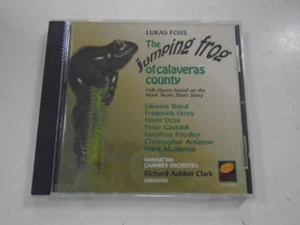 LUKAS FOSS
The
jumping frog
of calaveras
county
Folk Opera based on the
Mark Twain Short Story
Julianne Baird
Frederick Urrey
Kevin Deas
Peter Castaldi
Geoffrey Friedley
Christopher Arneson
Mark
MANHATTAN
CHAMBER ORCHESTRA
Richard Auldon Clark
CONDUCTOR